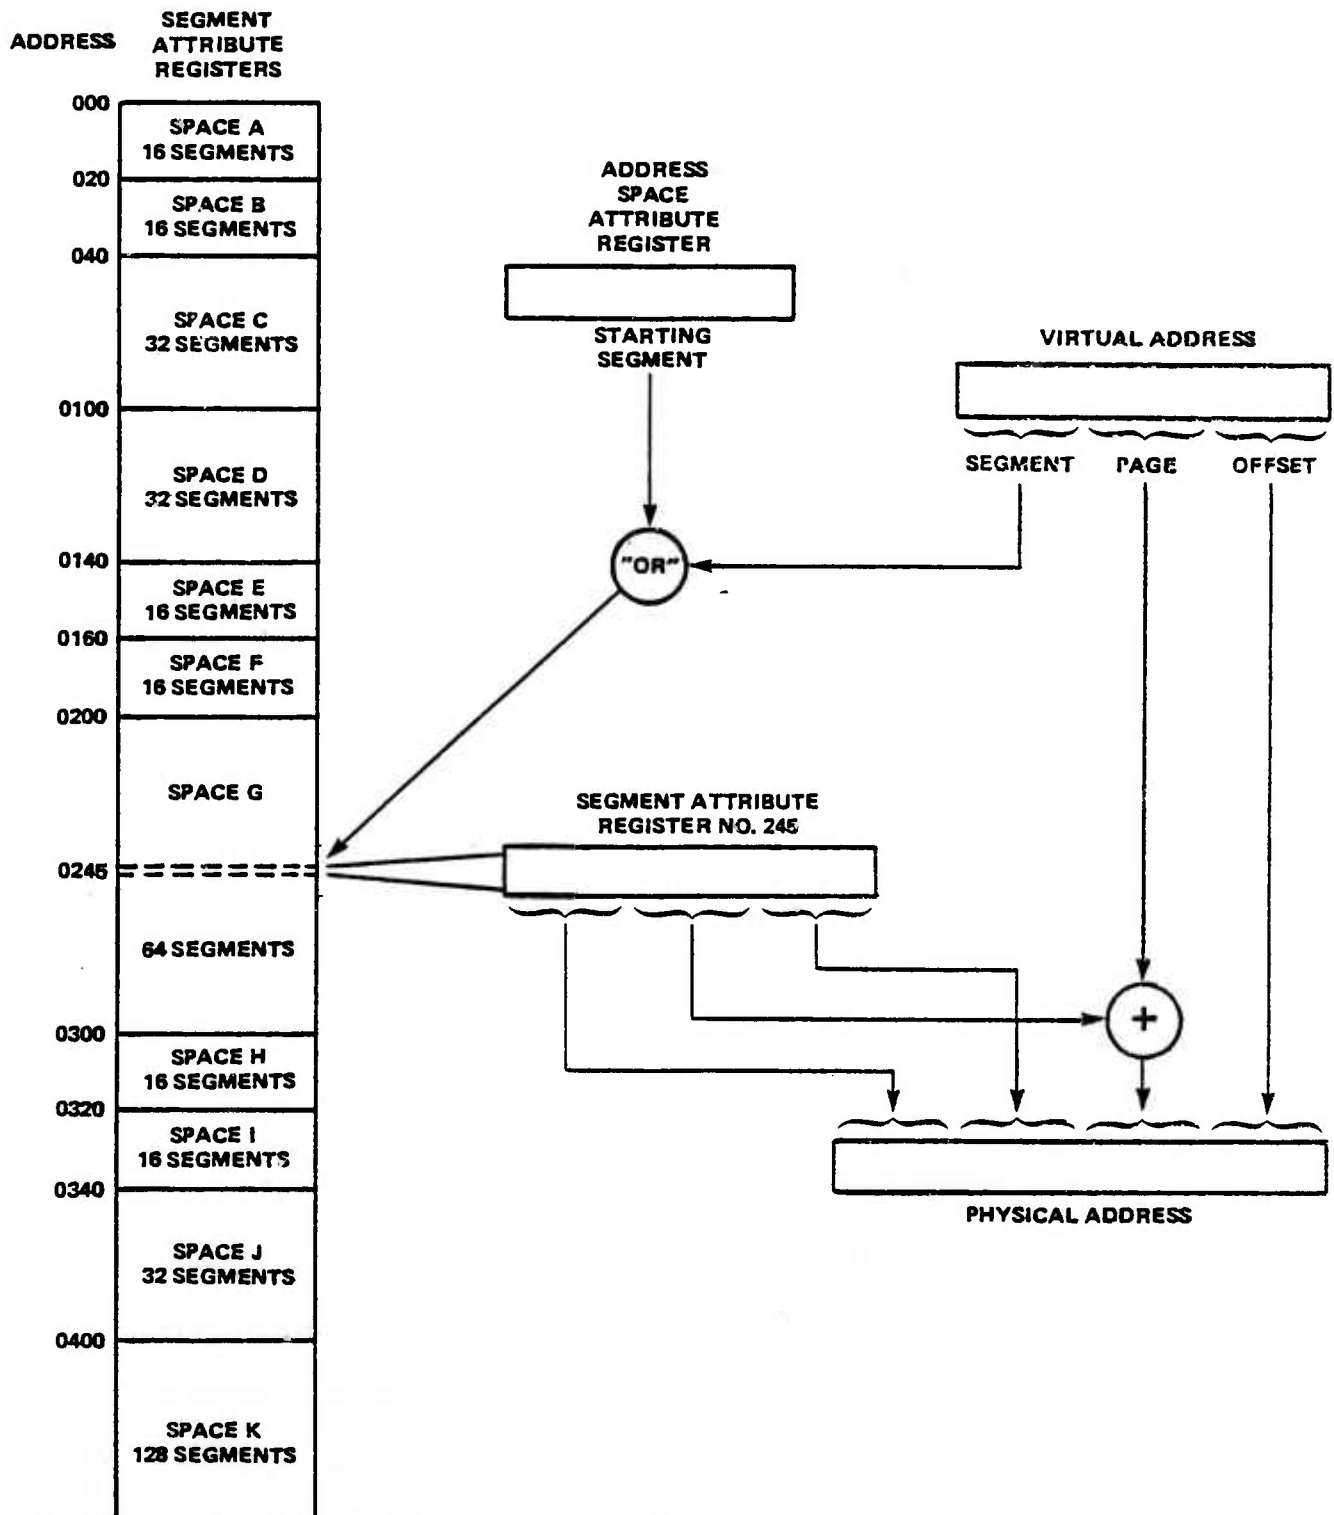 ADDRESS
SEGMENT
ATTRIBUTE
REGISTERS
000
SPACE A
16 SEGMENTS
020
SPACE B
16 SEGMENTS
040
SPACE C
32 SEGMENTS
0100
SPACE D
32 SEGMENTS
0140
SPACE E
16 SEGMENTS
0160
SPACE F
16 SEGMENTS
0200
SPACE G
0245
64 SEGMENTS
0300
SPACE H
16 SEGMENTS
0320
SPACE I
16 SEGMENTS
0340
SPACE J
32 SEGMENTS
0400
SPACE K
128 SEGMENTS
ADDRESS
SPACE
ATTRIBUTE
REGISTER
STARTING
SEGMENT
"OR"
VIRTUAL ADDRESS
SEGMENT PAGE OFFSET
SEGMENT ATTRIBUTE
REGISTER NO. 245
+
PHYSICAL ADDRESS